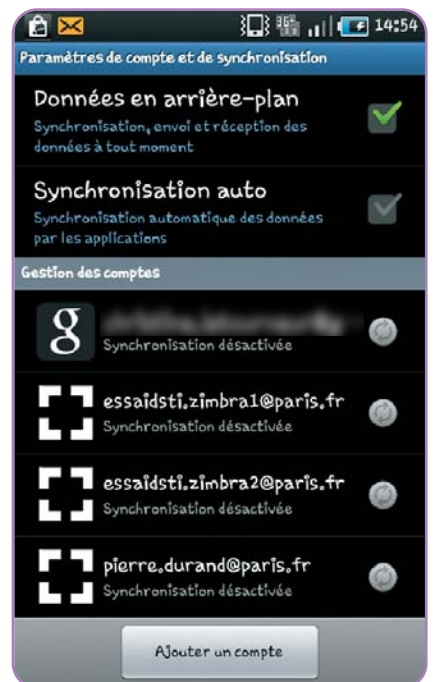 14:54
Paramètres de compte et de synchronisation
Données en arrière-plan
Synchronisation, envoi et réception des
données à tout moment
Synchronisation auto
Synchronisation automatique des données
par les applications
Gestion des comptes
g
Synchronisation désactivée
essaidsti.zimbra1@paris.fr
Synchronisation désactivée
essaidsti.zimbra2@paris.fr
Synchronisation désactivée
pierre.durand@paris.fr
Synchronisation désactivée
Ajouter un compte